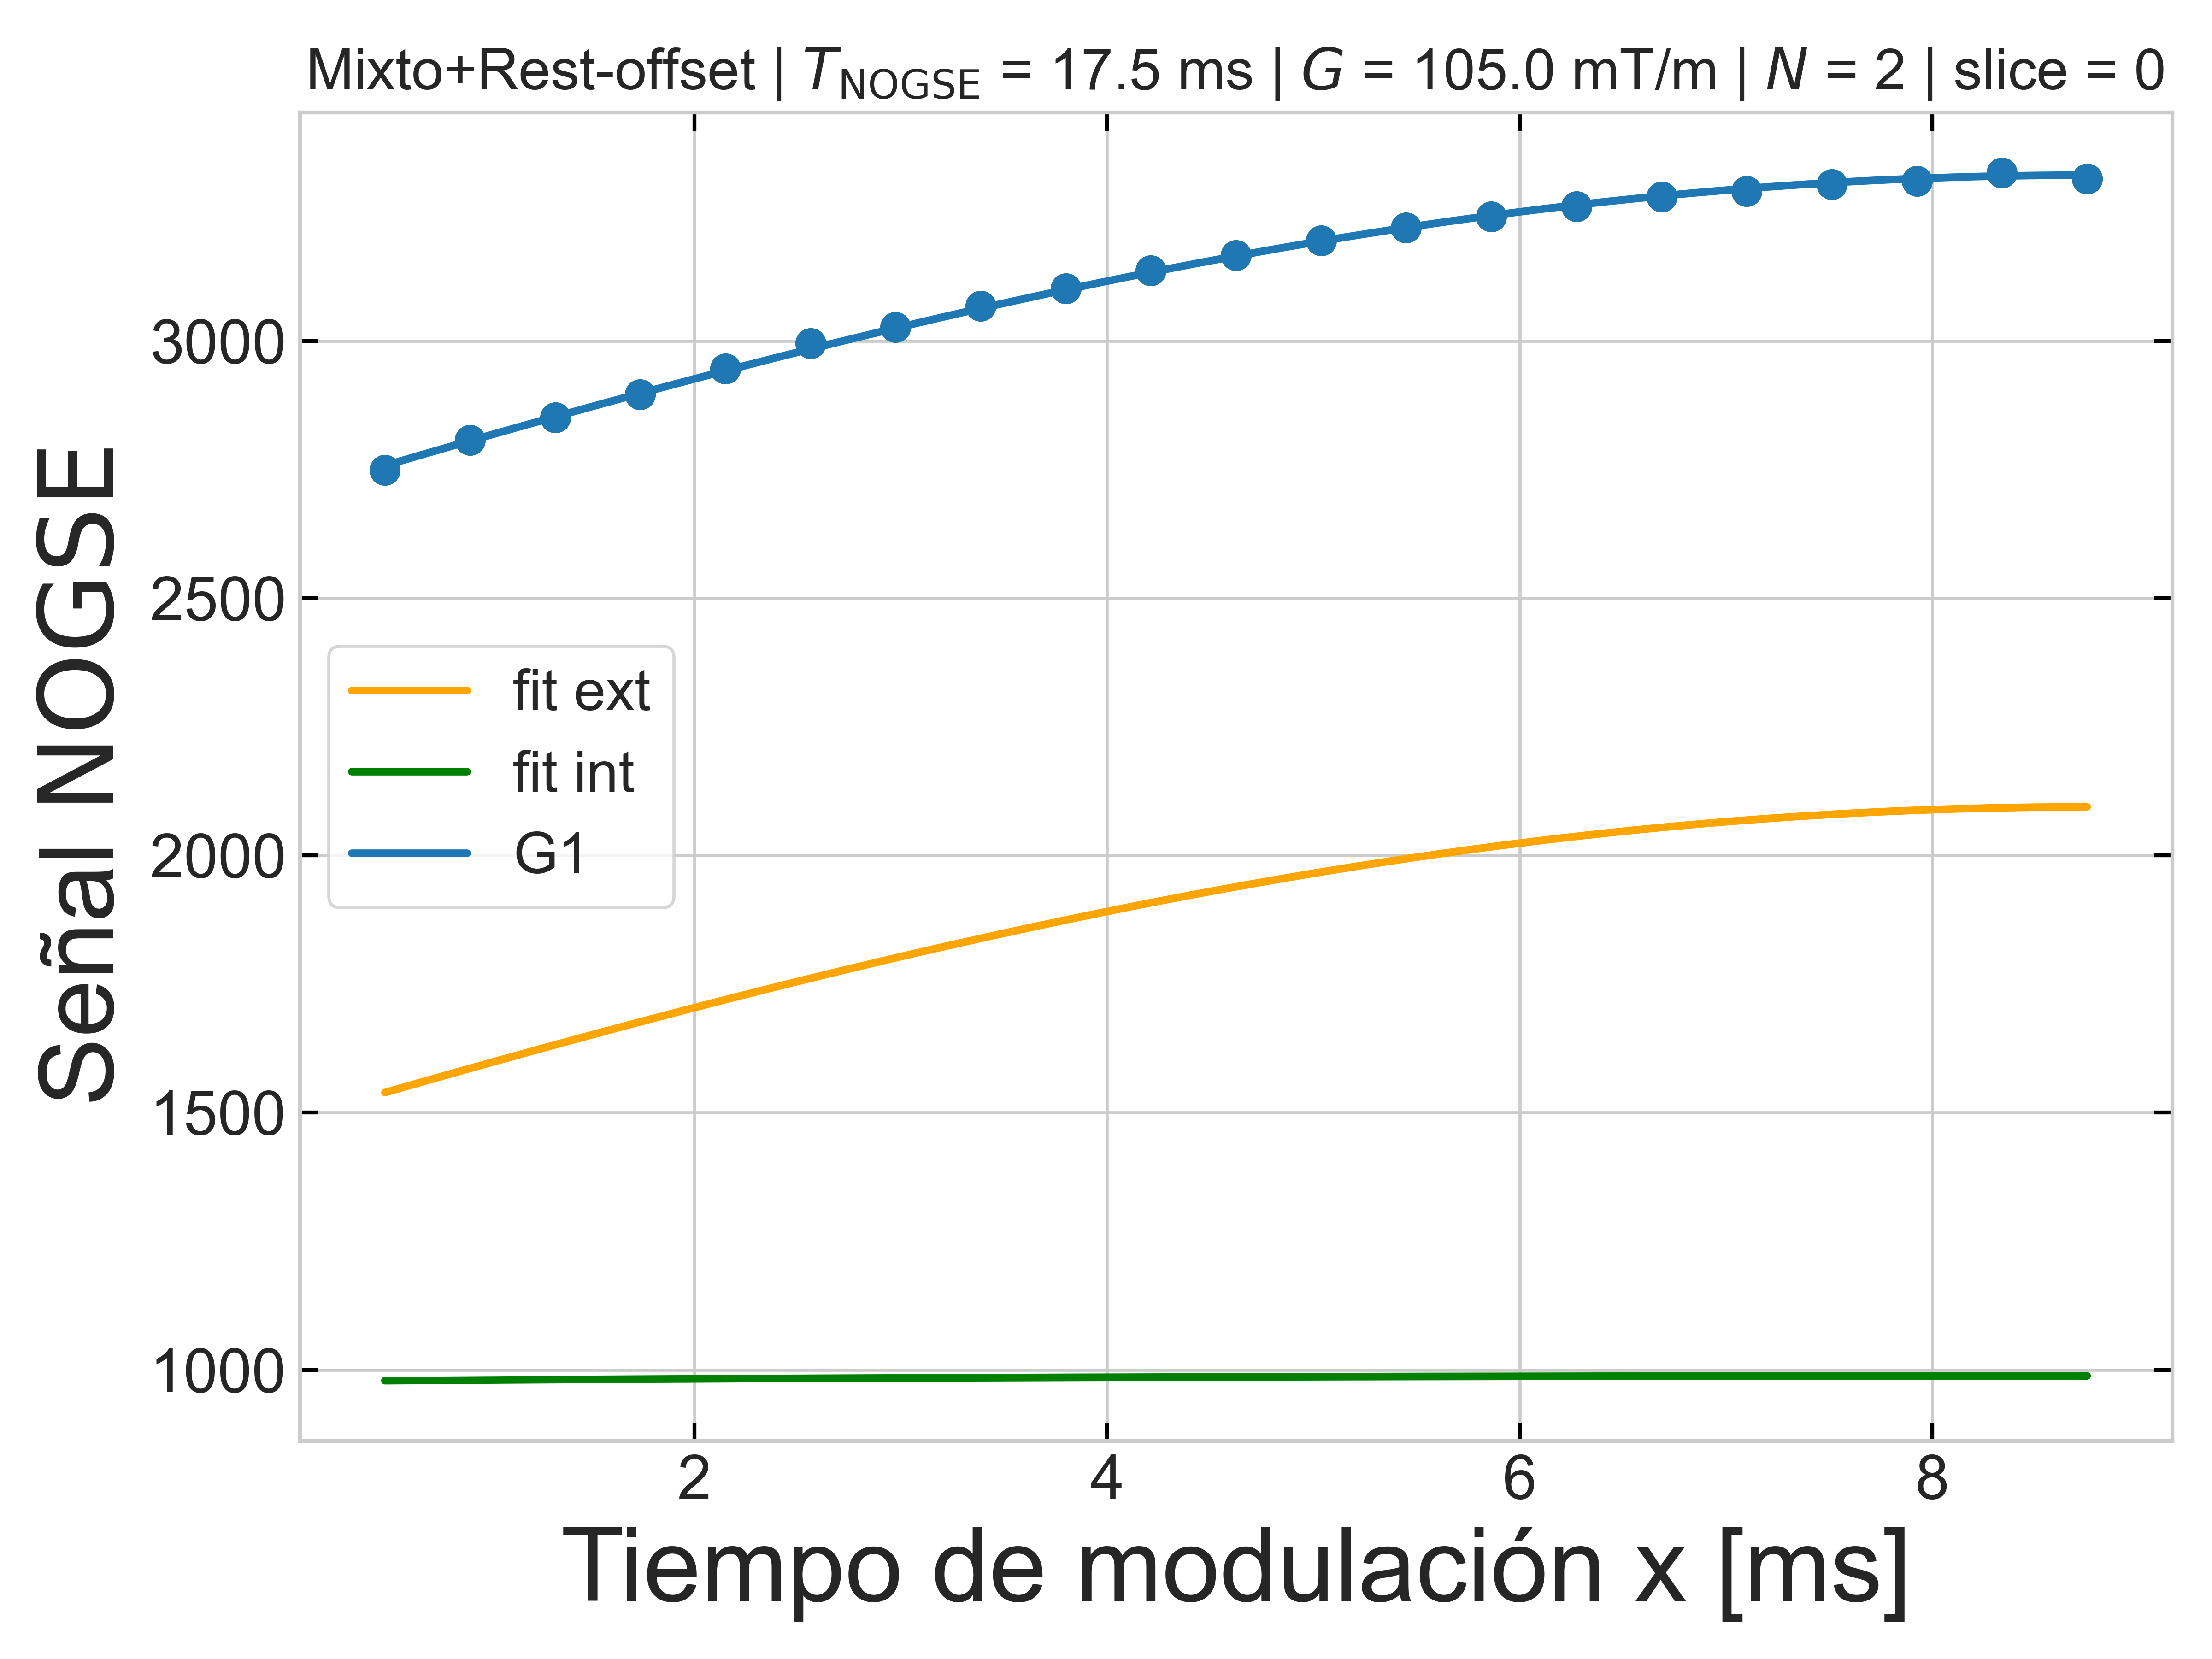 Mixto+Rest-offset | T_NOGSE = 17.5 ms | G = 105.0 mT/m | N = 2 | slice = 0
Señal NOGSE
3000
2500
2000
1500
1000
fit ext
fit int
G1
2 4 6 8
Tiempo de modulación x [ms]